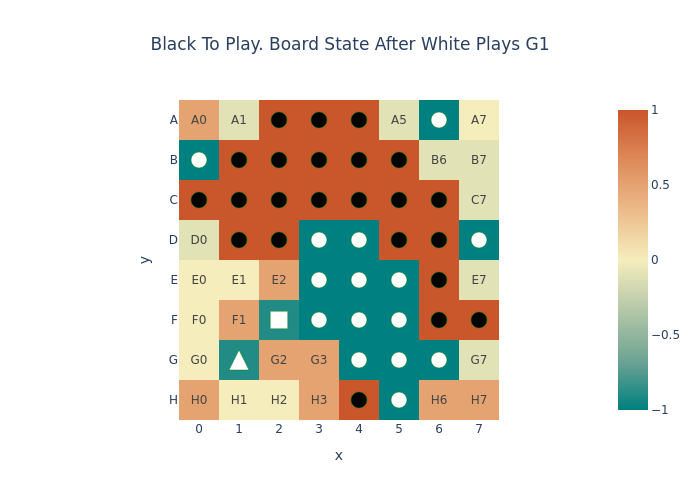 Black To Play. Board State After White Plays G1
A A0 A1 A5 A7 1
B B6 B7
C C7 0.5
D D0
y E E0 E1 E2 E7 0
F F0 F1
G G0 G2 G3 G7 −0.5
H H0 H1 H2 H3 H6 H7 −1
0 1 2 3 4 5 6 7
x